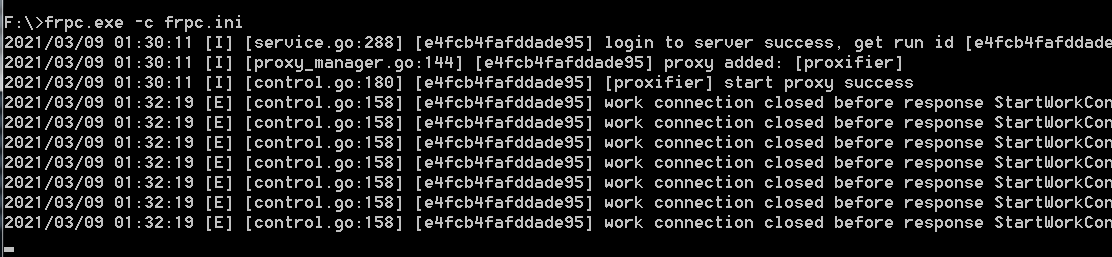 F:\>frpc.exe -c frpc.ini
2021/03/09 01:30:11 [I] [service.go:288] [e4fcb4fafddade95] login to server success, get run id [e4fcb4fafddade
2021/03/09 01:30:11 [I] [proxy_manager.go:144] [e4fcb4fafddade95] proxy added: [proxifier]
2021/03/09 01:30:11 [I] [control.go:180] [e4fcb4fafddade95] [proxifier] start proxy success
2021/03/09 01:32:19 [E] [control.go:158] [e4fcb4fafddade95] work connection closed before response StartWorkCon
2021/03/09 01:32:19 [E] [control.go:158] [e4fcb4fafddade95] work connection closed before response StartWorkCon
2021/03/09 01:32:19 [E] [control.go:158] [e4fcb4fafddade95] work connection closed before response StartWorkCon
2021/03/09 01:32:19 [E] [control.go:158] [e4fcb4fafddade95] work connection closed before response StartWorkCon
2021/03/09 01:32:19 [E] [control.go:158] [e4fcb4fafddade95] work connection closed before response StartWorkCon
2021/03/09 01:32:19 [E] [control.go:158] [e4fcb4fafddade95] work connection closed before response StartWorkCon
2021/03/09 01:32:19 [E] [control.go:158] [e4fcb4fafddade95] work connection closed before response StartWorkCon